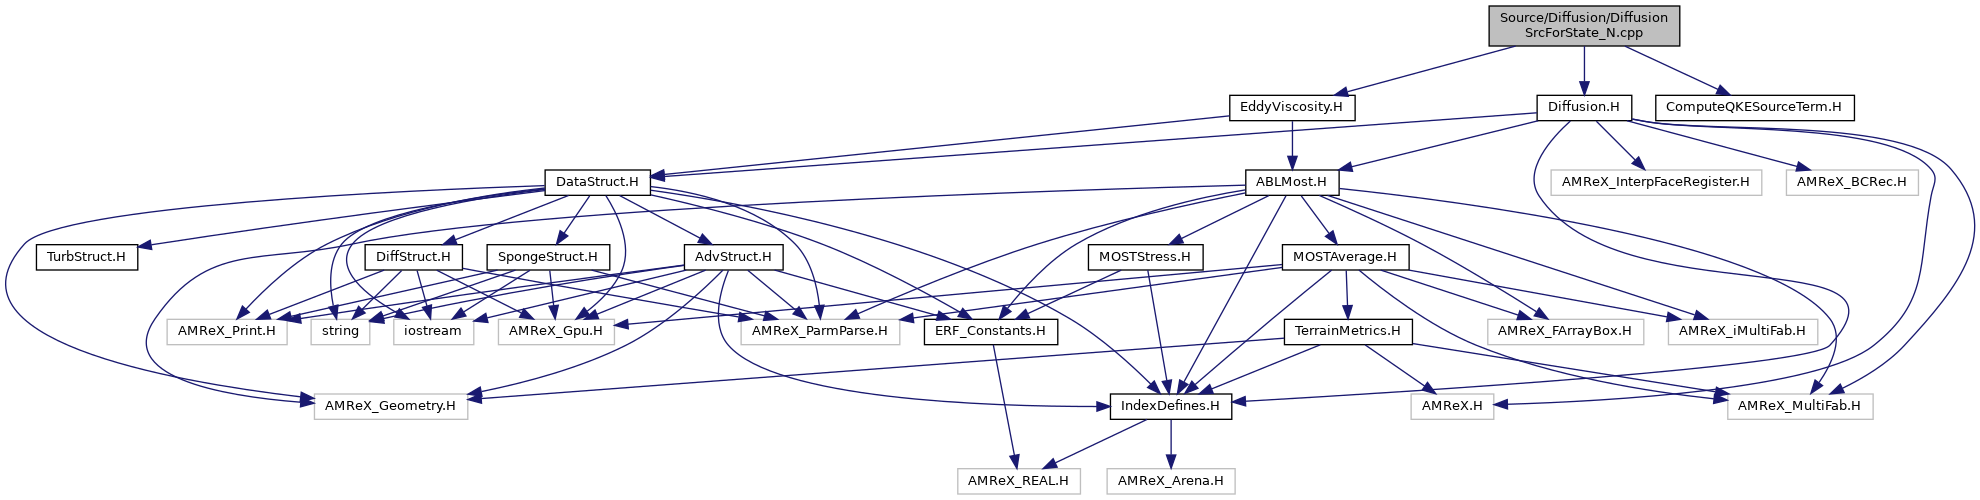 Source/Diffusion/Diffusion
SrcForState_N.cpp
EddyViscosity.H
Diffusion.H
ComputeQKESourceTerm.H
DataStruct.H
ABLMost.H
AMReX_InterpFaceRegister.H
AMReX_BCRec.H
TurbStruct.H
DiffStruct.H
SpongeStruct.H
AdvStruct.H
MOSTStress.H
MOSTAverage.H
AMReX_Print.H
string
iostream
AMReX_Gpu.H
AMReX_ParmParse.H
ERF_Constants.H
TerrainMetrics.H
AMReX_FArrayBox.H
AMReX_iMultiFab.H
AMReX_Geometry.H
IndexDefines.H
AMReX.H
AMReX_MultiFab.H
AMReX_REAL.H
AMReX_Arena.H